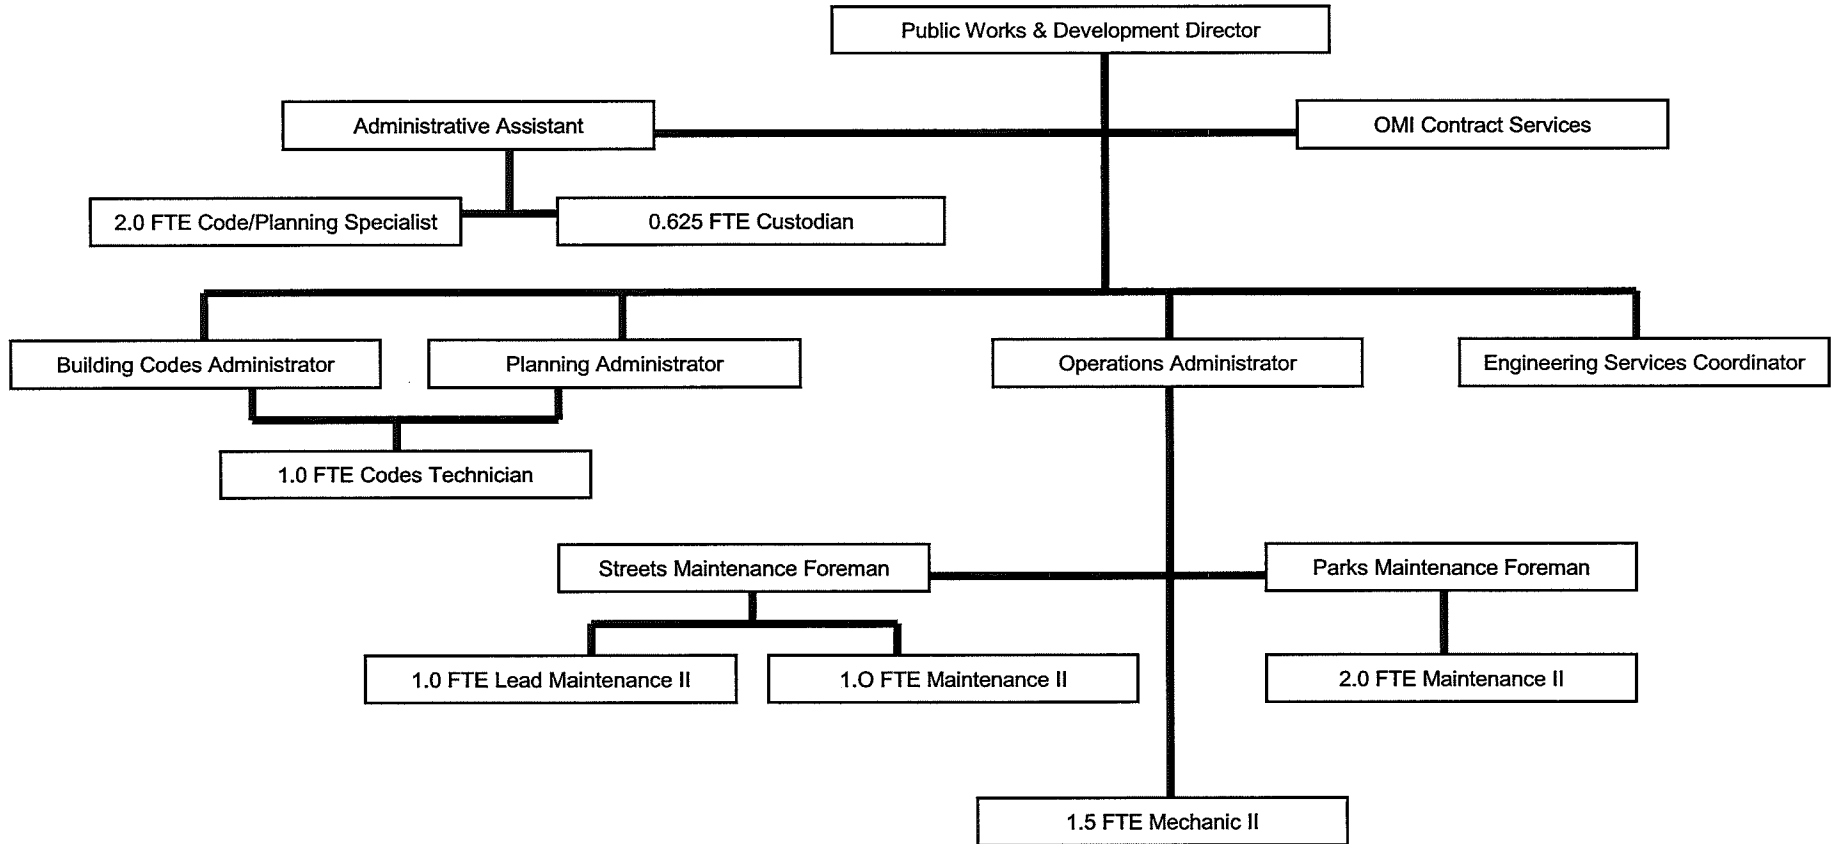 Public Works & Development Director
Administrative Assistant
OMI Contract Services
2.0 FTE Code/Planning Specialist
0.625 FTE Custodian
Building Codes Administrator
Planning Administrator
Operations Administrator
Engineering Services Coordinator
1.0 FTE Codes Technician
Streets Maintenance Foreman
Parks Maintenance Foreman
1.0 FTE Lead Maintenance II
1.O FTE Maintenance II
2.0 FTE Maintenance II
1.5 FTE Mechanic II